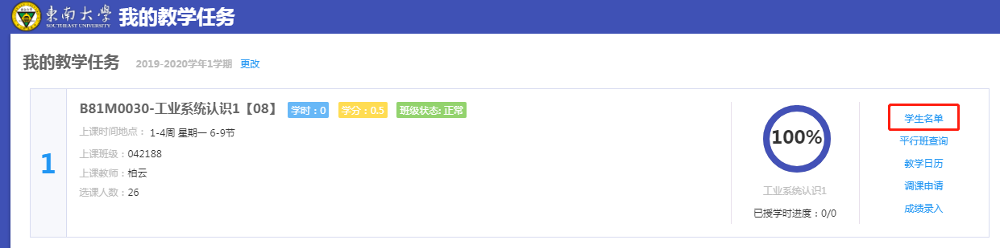 东南大学 我的教学任务
SOUTHEAST UNIVERSITY
我的教学任务 2019-2020学年1学期 更改
1
B81M0030-工业系统认识1【08】 学时：0 学分：0.5 班级状态: 正常
上课时间地点： 1-4周 星期一 6-9节
上课班级：042188
上课教师：柏云
选课人数：26
100%
工业系统认识1
已授学时进度：0/0
学生名单
平行班查询
教学日历
调课申请
成绩录入